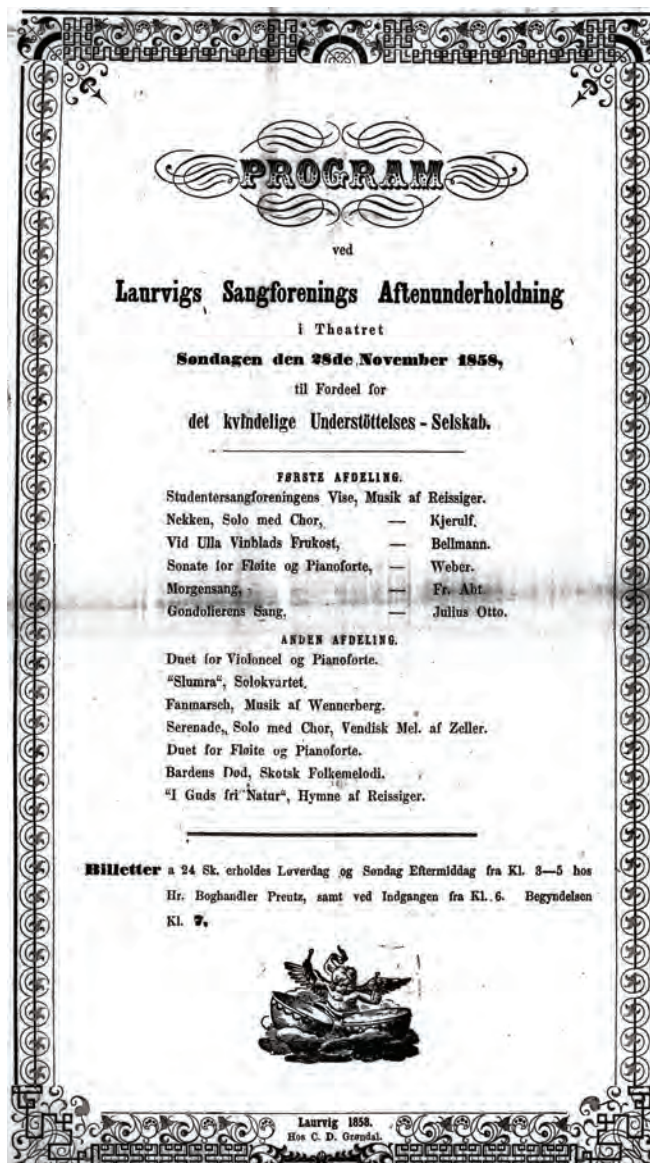 PROGRAM
ved
Laurvigs Sangforenings Aftenunderholdning
i Theatret
Søndagen den 28de November 1858,
til Fordeel for
det kvindelige Understöttelses-Selskab.
FØRSTE AFDELING.
Studentersangforeningens Vise, Musik af Reissiger.
Nekken, Solo med Chor, — Kjerulf.
Vid Ulla Vinblads Frukost, — Bellmann.
Sonate for Fløite og Pianoforte, — Weber.
Morgensang, — Fr. Abt.
Gondolierens Sang, — Julius Otto.
ANDEN AFDELING.
Duet for Violoncel og Pianoforte.
"Slumra", Solokvartet.
Fanmarsch, Musik af Wennerberg.
Serenade, Solo med Chor, Vendisk Mel. af Zeller.
Duet for Fløite og Pianoforte.
Bardens Død, Skotsk Folkemelodi.
"I Guds fri Natur", Hymne af Reissiger.
Billetter a 24 Sk. erholdes Løverdag og Søndag Eftermiddag fra Kl. 3—5 hos
Hr. Boghandler Preutz, samt ved Indgangen fra Kl. 6. Begyndelsen
Kl. 7.
Laurvig 1858.
Hos C. D. Grøndal.